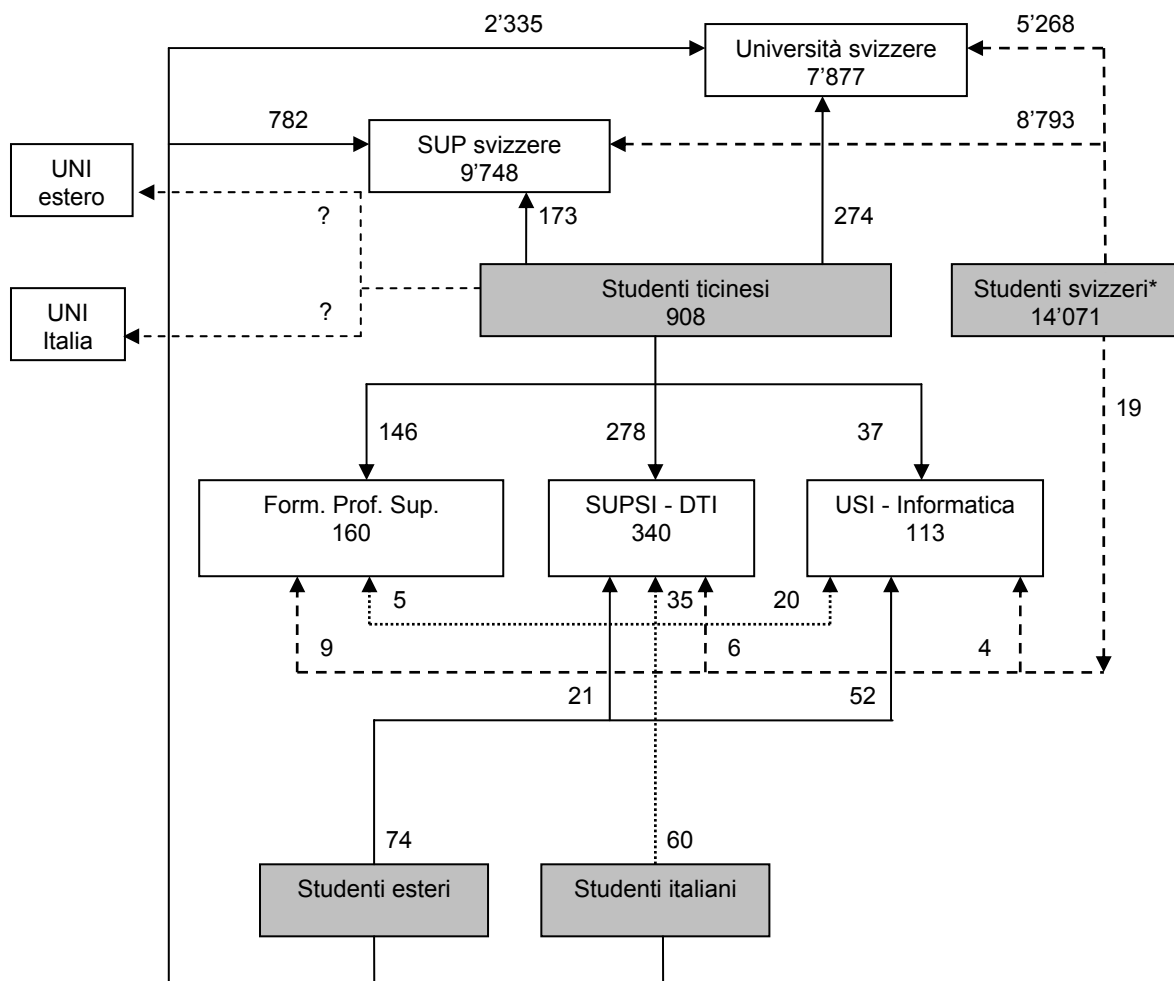 2’335
5’268
Università svizzere
7’877
782
8’793
SUP svizzere
9’748
UNI
estero
?
173
274
UNI
Italia
?
Studenti ticinesi
908
Studenti svizzeri*
14’071
19
146
278
37
Form. Prof. Sup.
160
SUPSI - DTI
340
USI - Informatica
113
5
35
20
9
6
4
21
52
74
60
Studenti esteri
Studenti italiani